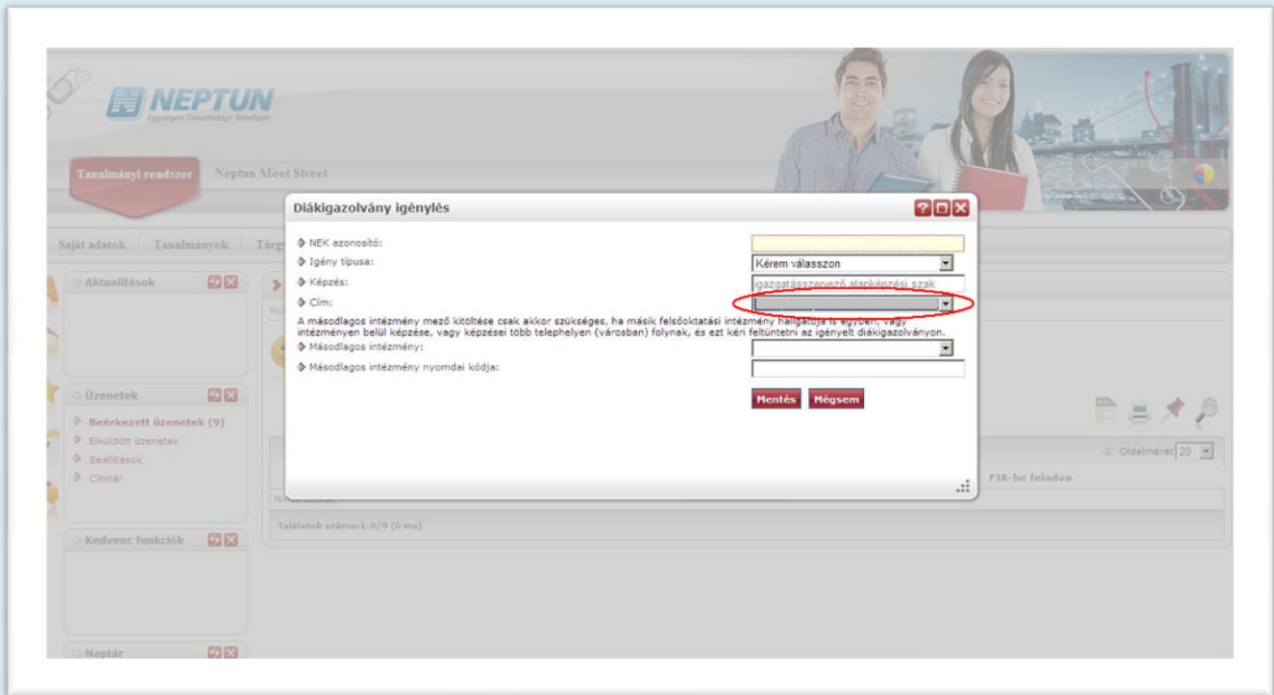 NEPTUN
Egységes Tanulmányi Rendszer
Tanulmányi rendszer
Neptun Meet Street
Saját adatok
Tanulmányok
Diákigazolvány igénylés
NEK azonosító:
Igény típusa:
Kérem válasszon
Képzés:
igazgatásszervező alapképzési szak
Cím:
A másodlagos intézmény mező kitöltése csak akkor szükséges, ha másik felsőoktatási intézmény hallgatója is egyben, vagy
intézményen belül képzése, vagy képzései több telephelyen (városban) folynak, és ezt kéri feltüntetni az igényelt diákigazolványon.
Másodlagos intézmény:
Másodlagos intézmény nyomdai kódja:
Mentés
Mégsem
Aktualitások
Üzenetek
Beérkezett üzenetek (9)
Elküldött üzenetek
Beállítások
Címtár
Kedvenc funkciók
Naptár
Oldalméret 20
FIR-be feladva
Találatok száma:1-0/0 (0 ms)